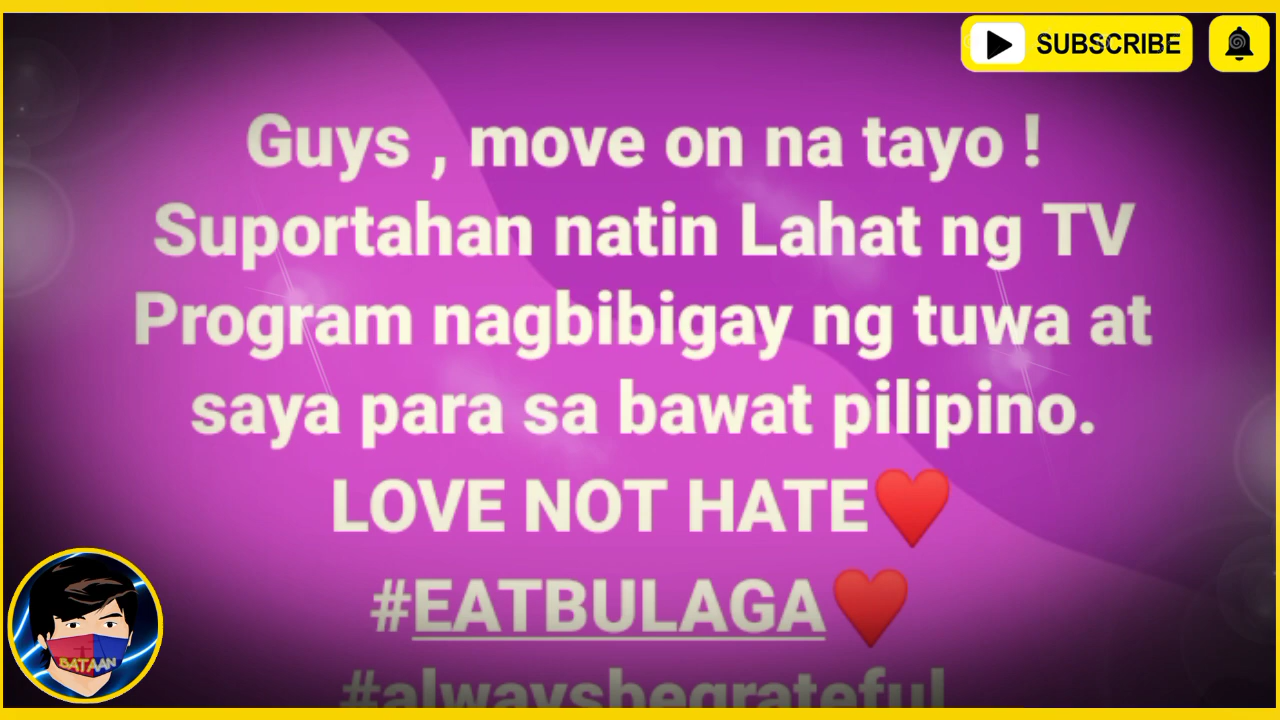 SUBSCRIBE
Guys , move on na tayo !
Suportahan natin Lahat ng TV
Program nagbibigay ng tuwa at
saya para sa bawat pilipino.
LOVE NOT HATE❤️
#EATBULAGA❤️
#alwaysbegrateful
BATAAN